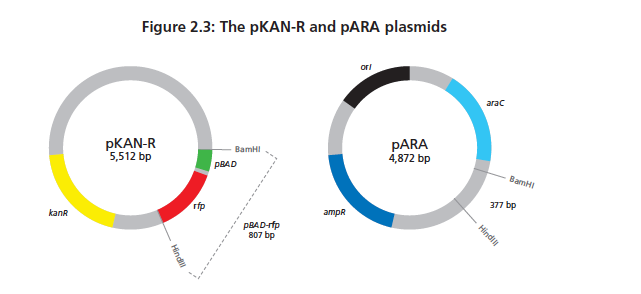 Figure 2.3: The pKAN-R and pARA plasmids
pKAN-R
5,512 bp
BamHI
pBAD
rfp
kanR
HindIII
pBAD-rfp
807 bp
ori
araC
pARA
4,872 bp
BamHI
377 bp
ampR
HindIII